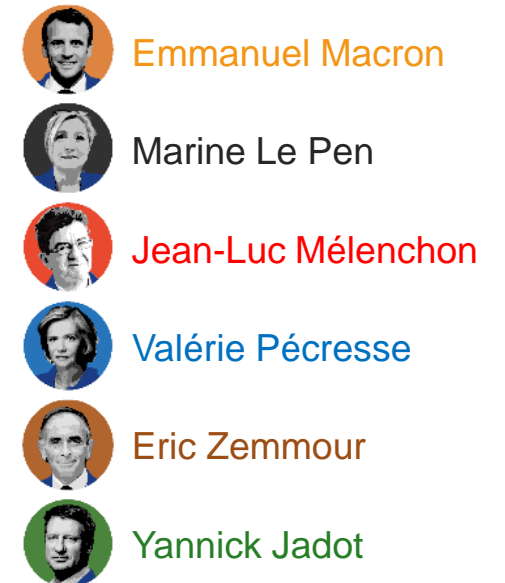 Emmanuel Macron
Marine Le Pen
Jean-Luc Mélenchon
Valérie Pécresse
Eric Zemmour
Yannick Jadot